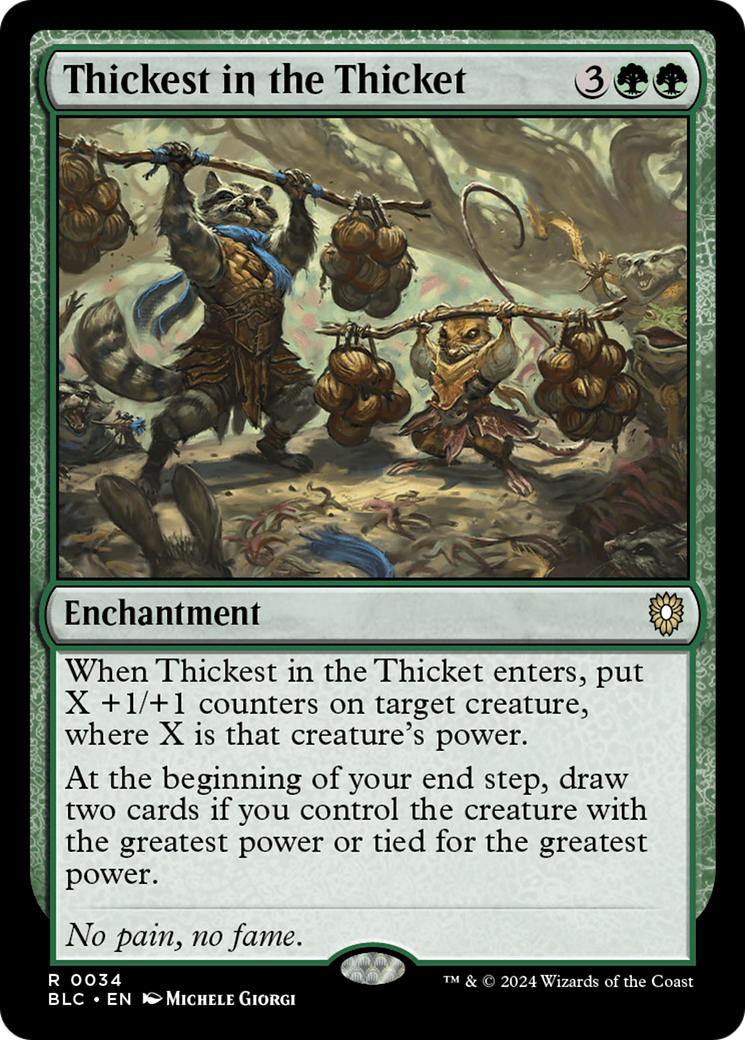 Thickest in the Thicket 3
Enchantment
When Thickest in the Thicket enters, put
X +1/+1 counters on target creature,
where X is that creature's power.
At the beginning of your end step, draw
two cards if you control the creature with
the greatest power or tied for the greatest
power.
No pain, no fame.
R 0034
BLC • EN Michele Giorgi
™ & © 2024 Wizards of the Coast